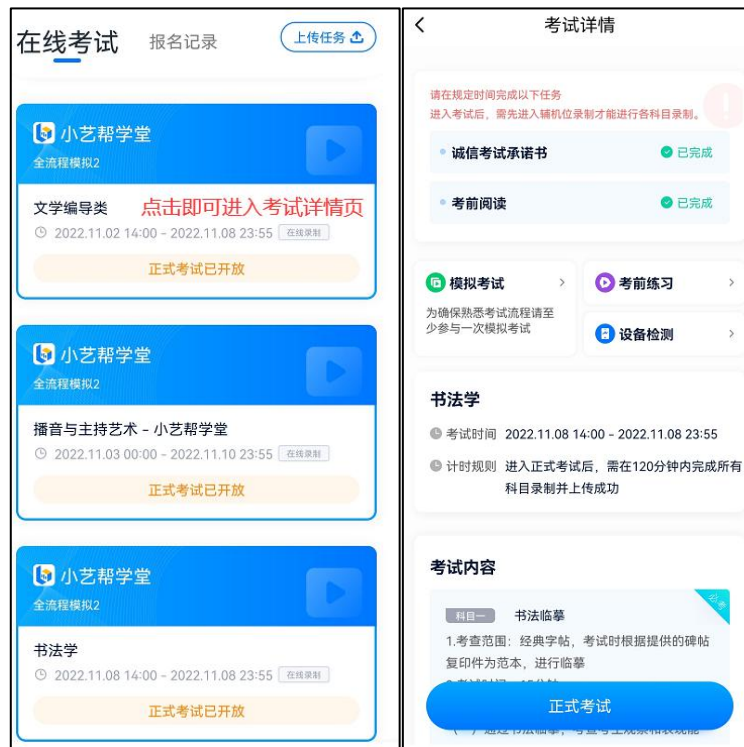 在线考试
报名记录
上传任务
小艺帮学堂
全流程模拟2
文学编导类
点击即可进入考试详情页
2022.11.02 14:00 - 2022.11.08 23:55 在线录制
正式考试已开放
小艺帮学堂
全流程模拟2
播音与主持艺术 - 小艺帮学堂
2022.11.03 00:00 - 2022.11.10 23:55 在线录制
正式考试已开放
小艺帮学堂
全流程模拟2
书法学
2022.11.08 14:00 - 2022.11.08 23:55 在线录制
正式考试已开放
考试详情
请在规定时间完成以下任务
进入考试后，需先进入辅机位录制才能进行各科目录制。
诚信考试承诺书 已完成
考前阅读 已完成
模拟考试
为确保熟悉考试流程请至
少参与一次模拟考试
考前练习
设备检测
书法学
考试时间 2022.11.08 14:00 - 2022.11.08 23:55
计时规则 进入正式考试后，需在120分钟内完成所有
科目录制并上传成功
考试内容
必考
科目一 书法临摹
1.考查范围：经典字帖，考试时根据提供的碑帖
复印件为范本，进行临摹
正式考试